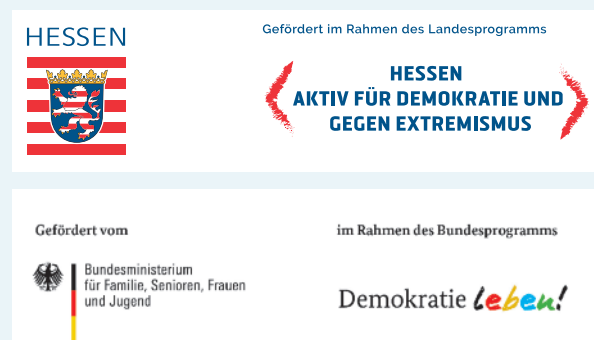 HESSEN
Gefördert im Rahmen des Landesprogramms
HESSEN
AKTIV FÜR DEMOKRATIE UND
GEGEN EXTREMISMUS
Gefördert vom
im Rahmen des Bundesprogramms
Bundesministerium
für Familie, Senioren, Frauen
und Jugend
Demokratie leben!